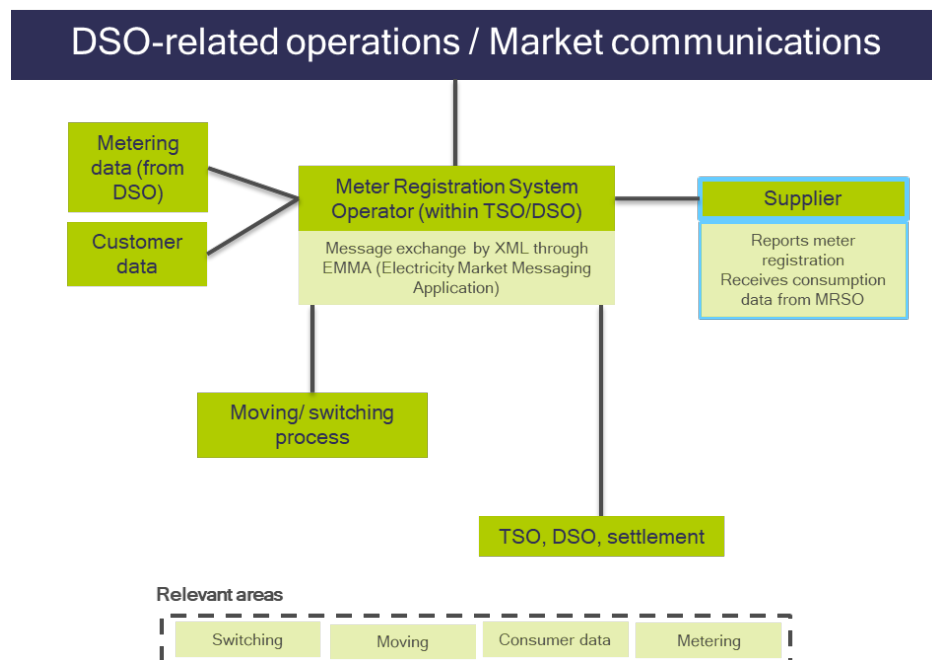 DSO-related operations / Market communications
Metering
data (from
DSO)
Customer
data
Meter Registration System
Operator (within TSO/DSO)
Message exchange by XML through
EMMA (Electricity Market Messaging
Application)
Supplier
Reports meter
registration
Receives consumption
data from MRSO
Moving/ switching
process
TSO, DSO, settlement
Relevant areas
Switching
Moving
Consumer data
Metering